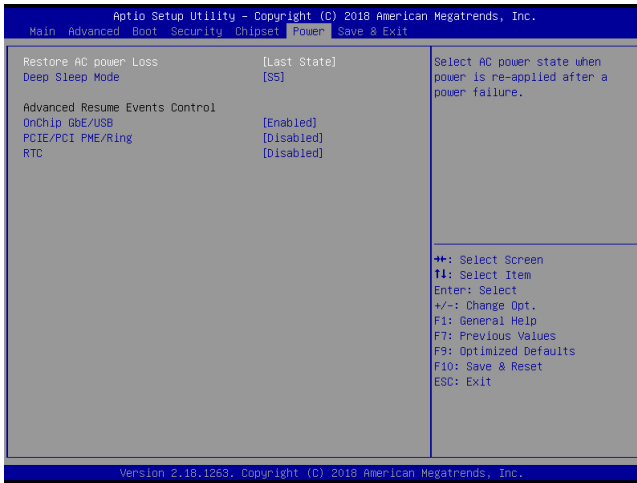 Aptio Setup Utility – Copyright (C) 2018 American Megatrends, Inc.
Main Advanced Boot Security Chipset Power Save & Exit
Restore AC power Loss [Last State]
Deep Sleep Mode [S5]
Advanced Resume Events Control
OnChip GbE/USB [Enabled]
PCIE/PCI PME/Ring [Disabled]
RTC [Disabled]
Select AC power state when
power is re-applied after a
power failure.
→←: Select Screen
↑↓: Select Item
Enter: Select
+/-: Change Opt.
F1: General Help
F7: Previous Values
F9: Optimized Defaults
F10: Save & Reset
ESC: Exit
Version 2.18.1263. Copyright (C) 2018 American Megatrends, Inc.